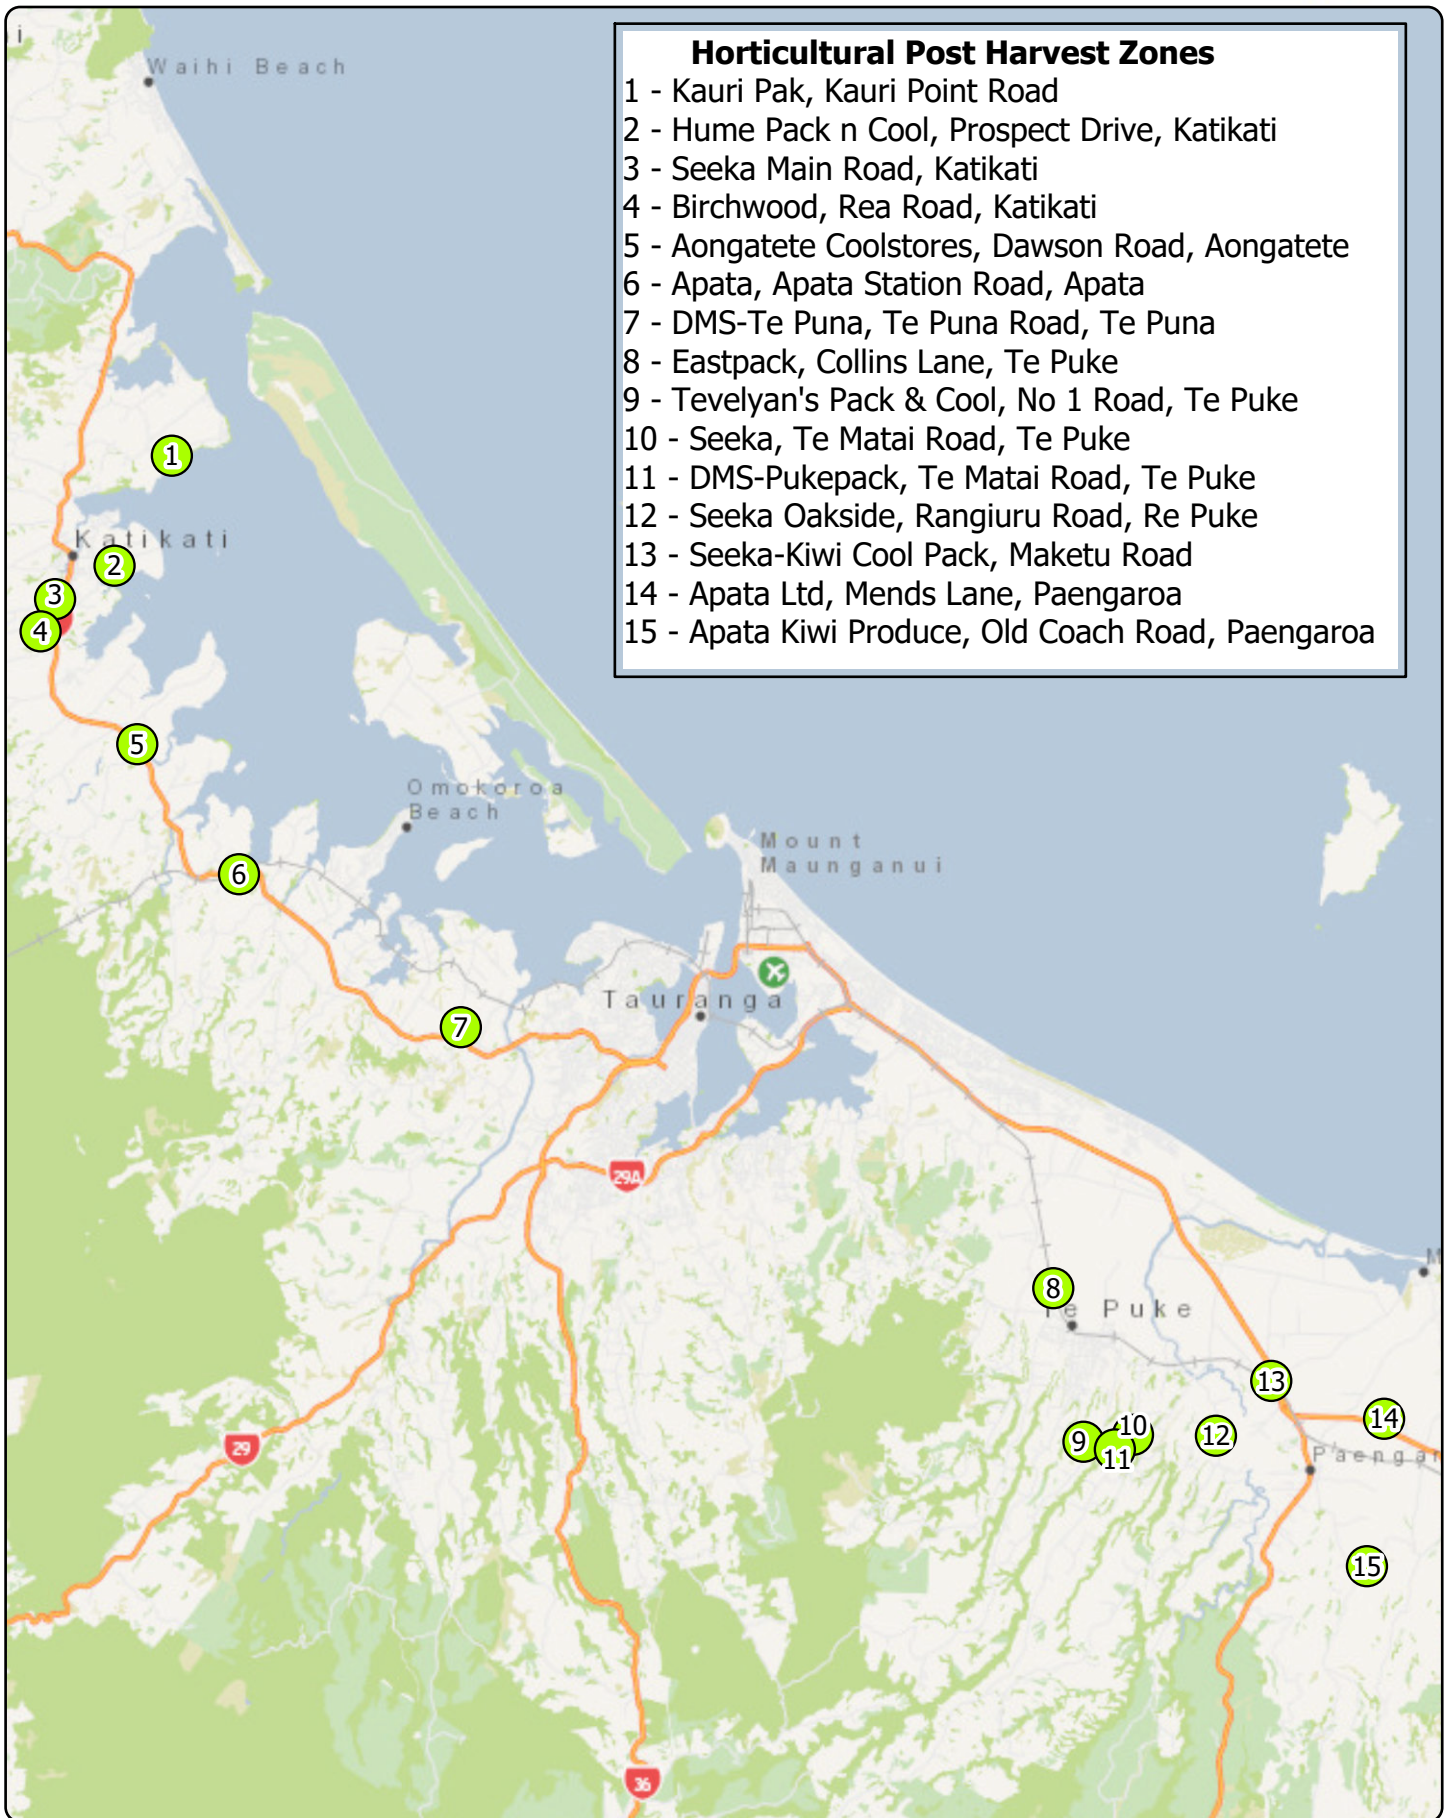 i
Waihi Beach
Horticultural Post Harvest Zones
1 - Kauri Pak, Kauri Point Road
2 - Hume Pack n Cool, Prospect Drive, Katikati
3 - Seeka Main Road, Katikati
4 - Birchwood, Rea Road, Katikati
5 - Aongatete Coolstores, Dawson Road, Aongatete
6 - Apata, Apata Station Road, Apata
7 - DMS-Te Puna, Te Puna Road, Te Puna
8 - Eastpack, Collins Lane, Te Puke
9 - Tevelyan's Pack & Cool, No 1 Road, Te Puke
10 - Seeka, Te Matai Road, Te Puke
11 - DMS-Pukepack, Te Matai Road, Te Puke
12 - Seeka Oakside, Rangiuru Road, Re Puke
13 - Seeka-Kiwi Cool Pack, Maketu Road
14 - Apata Ltd, Mends Lane, Paengaroa
15 - Apata Kiwi Produce, Old Coach Road, Paengaroa
1
Katikati
2
3
4
5
Omokoroa
Beach
Mount
Maunganui
6
Tauranga
7
29A
M
8
Te Puke
13
14
10
9
12
11
29
Paengar
15
36